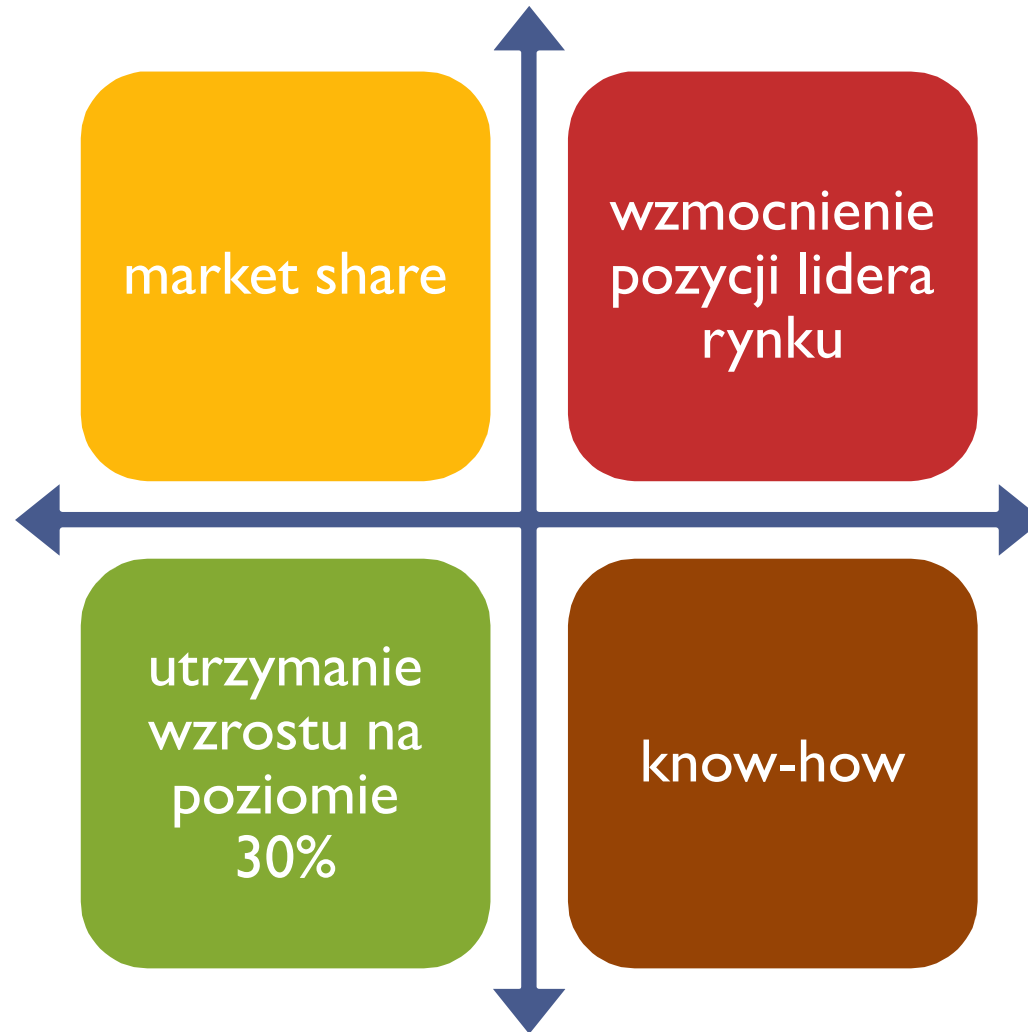 market share
wzmocnienie
pozycji lidera
rynku
utrzymanie
wzrostu na
poziomie
30%
know-how